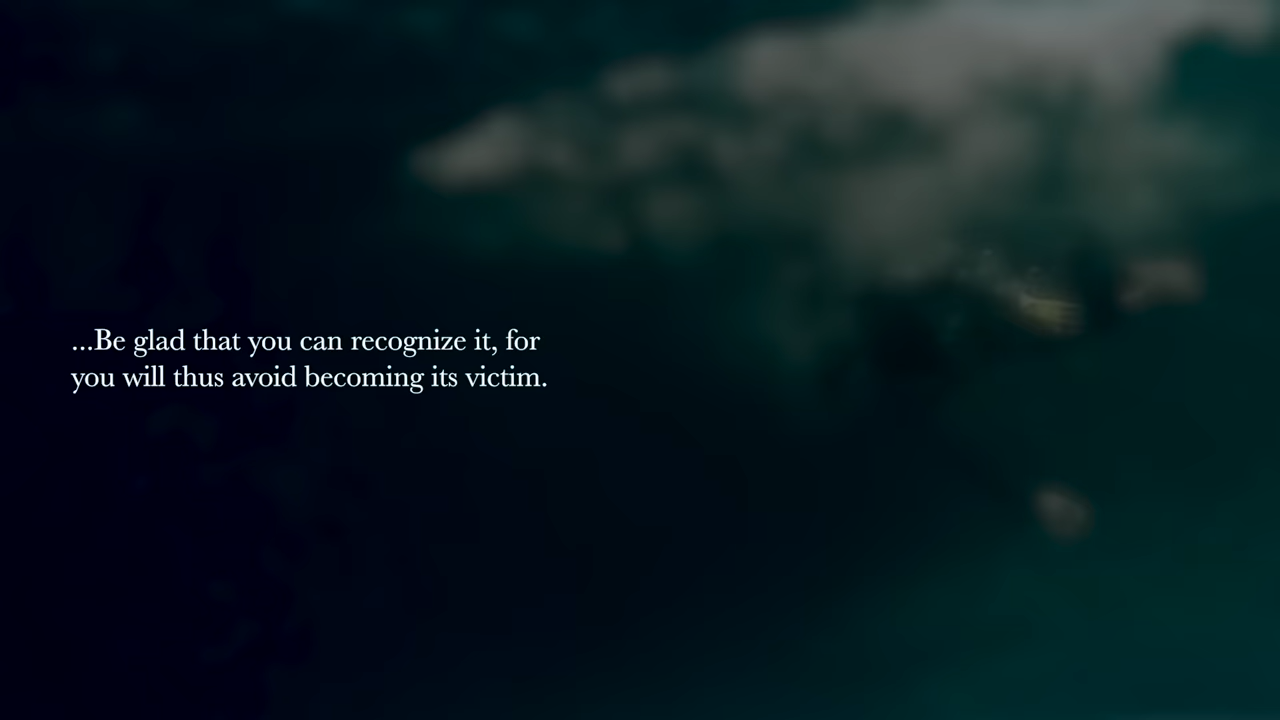 ...Be glad that you can recognize it, for
you will thus avoid becoming its victim.